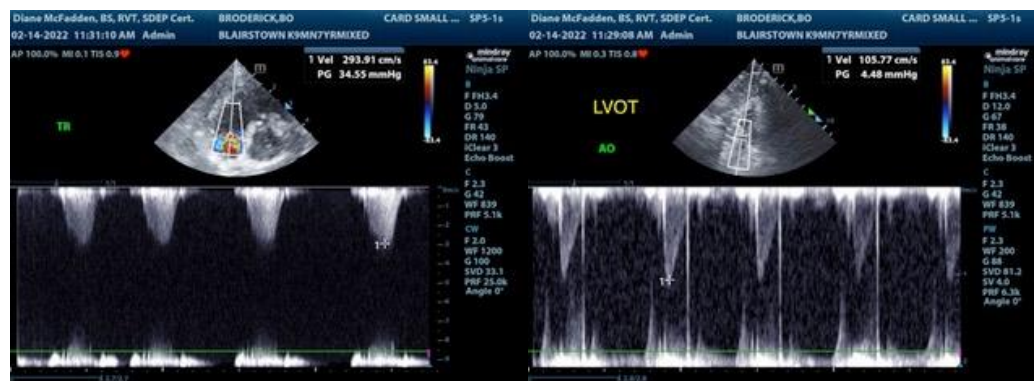 Diane McFadden, BS, RVT, SDEP Cert. BRODERICK,BO CARD SMALL ... SP5-1s
02-14-2022 11:31:10 AM Admin BLAIRSTOWN K9MN7YRMIXED
AP 100.0% MI 0.1 TIS 0.9
1 Vel 293.91 cm/s
PG 34.55 mmHg
mindray
Ninja SP
TR
B
F FH3.4
D 5.0
G 79
FR 43
DR 140
iClear 3
Echo Boost
C
F 2.3
G 42
WF 839
PRF 5.1k
CW
F 2.0
WF 1200
G 100
SVD 33.1
PRF 25.0k
Angle 0°
1
Diane McFadden, BS, RVT, SDEP Cert. BRODERICK,BO CARD SMALL ... SP5-1s
02-14-2022 11:29:08 AM Admin BLAIRSTOWN K9MN7YRMIXED
AP 100.0% MI 0.3 TIS 0.8
1 Vel 105.77 cm/s
PG 4.48 mmHg
mindray
Ninja SP
LVOT
AO
B
F FH3.4
D 12.0
G 67
FR 38
DR 140
iClear 3
Echo Boost
C
F 2.3
G 42
WF 839
PRF 5.1k
PW
F 2.3
WF 200
G 88
SVD 81.2
SV 4.0
PRF 6.3k
Angle 0°
1